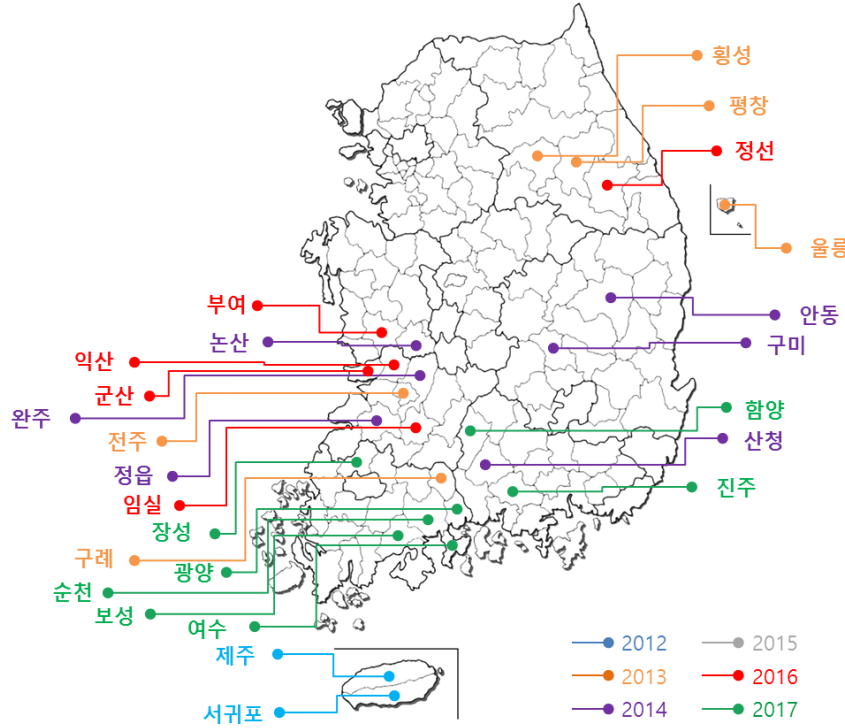 횡성
평창
정선
울릉
안동
구미
부여
논산
익산
군산
완주
전주
정읍
임실
장성
구례
광양
순천
보성
여수
함양
산청
진주
제주
서귀포
2012
2015
2013
2016
2014
2017